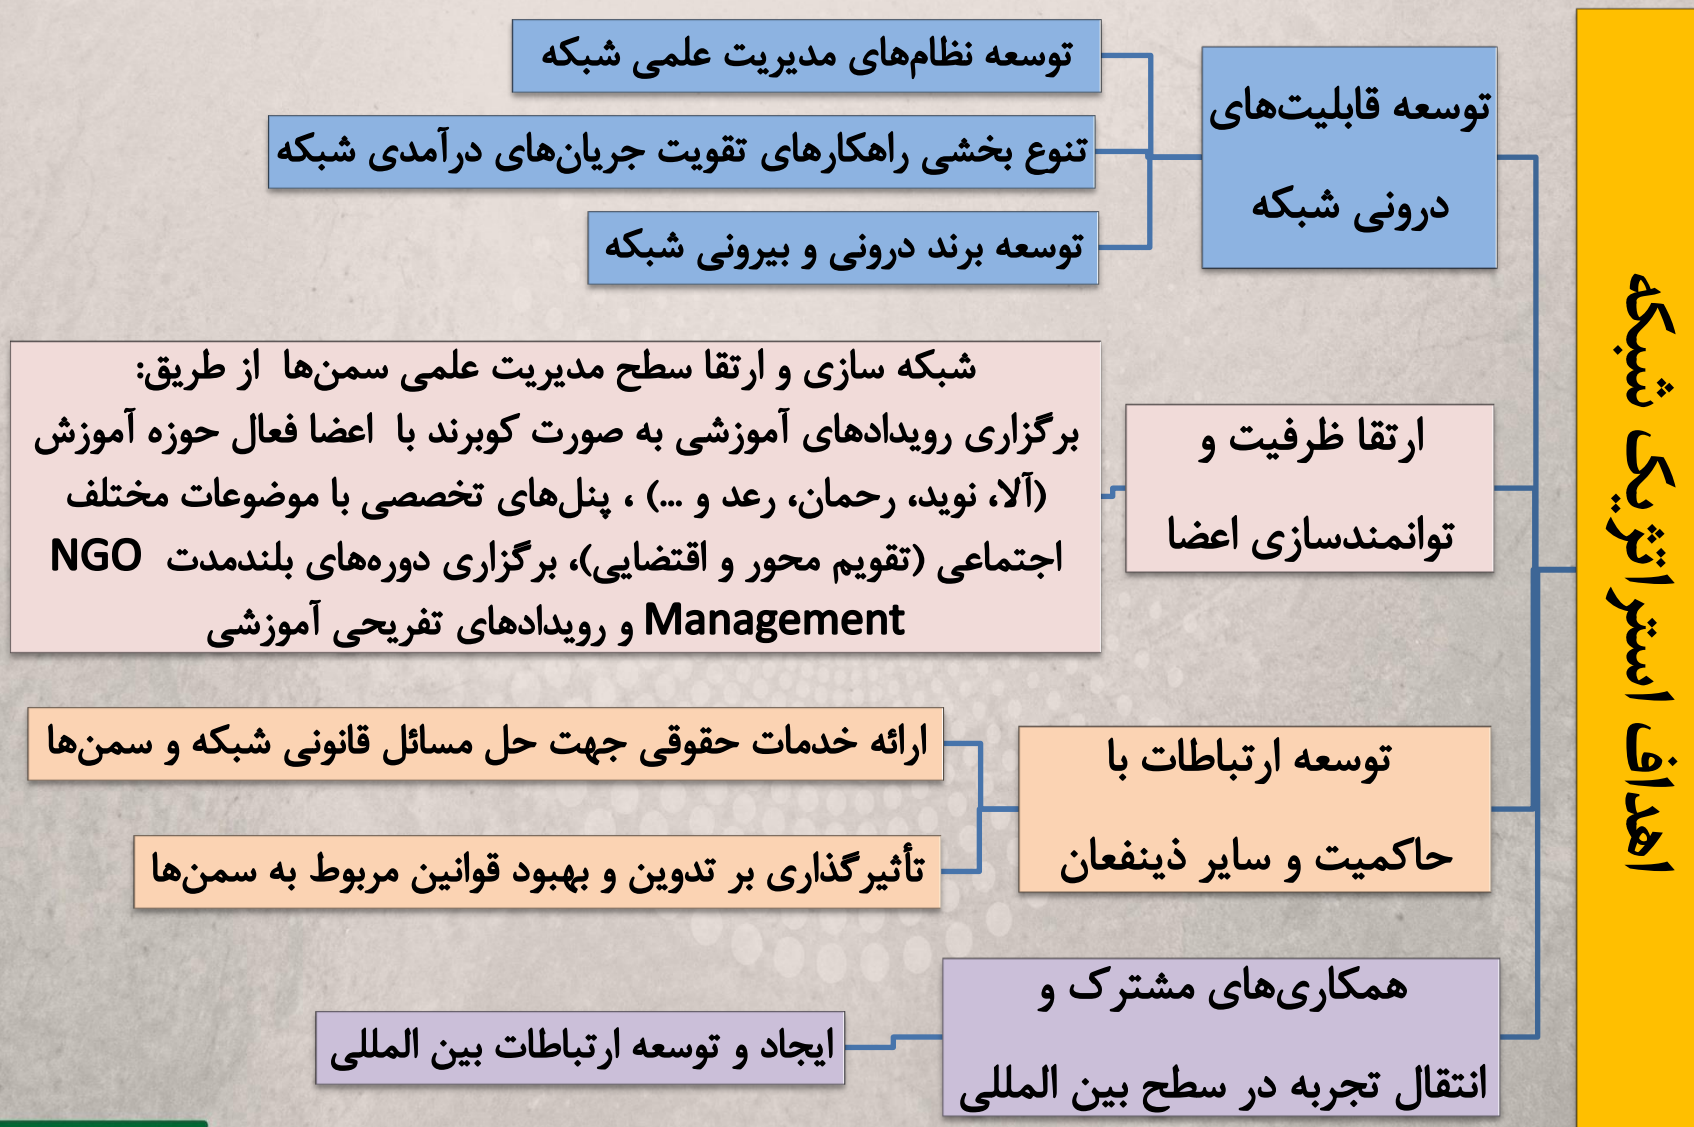 اهداف استراتژیک شبکه
توسعه قابلیت‌های
درونی شبکه
توسعه نظام‌های مدیریت علمی شبکه
تنوع بخشی راهکارهای تقویت جریان‌های درآمدی شبکه
توسعه برند درونی و بیرونی شبکه
ارتقا ظرفیت و
توانمندسازی اعضا
شبکه سازی و ارتقا سطح مدیریت علمی سمن‌ها از طریق:
برگزاری رویدادهای آموزشی به صورت کوبرند با اعضا فعال حوزه آموزش
(آلا، نوید، رحمان، رعد و ...) ، پنل‌های تخصصی با موضوعات مختلف
اجتماعی (تقویم محور و اقتضایی)، برگزاری دوره‌های بلندمدت NGO
Management و رویدادهای تفریحی آموزشی
توسعه ارتباطات با
حاکمیت و سایر ذینفعان
ارائه خدمات حقوقی جهت حل مسائل قانونی شبکه و سمن‌ها
تأثیرگذاری بر تدوین و بهبود قوانین مربوط به سمن‌ها
همکاری‌های مشترک و
انتقال تجربه در سطح بین المللی
ایجاد و توسعه ارتباطات بین المللی